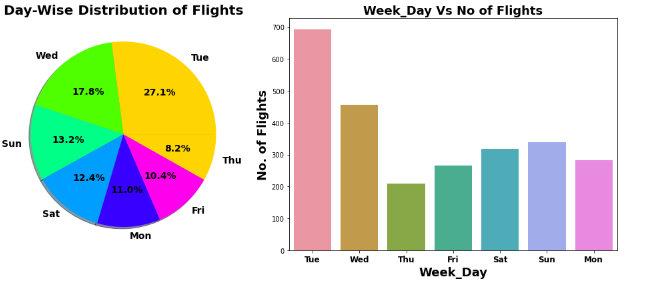 Day-Wise Distribution of Flights
Wed
Tue
17.8%
27.1%
Sun
13.2%
8.2%
Thu
12.4%
11.0%
10.4%
Sat
Mon
Fri
Week_Day Vs No of Flights
No. of Flights
700
600
500
400
300
200
100
0
Tue Wed Thu Fri Sat Sun Mon
Week_Day